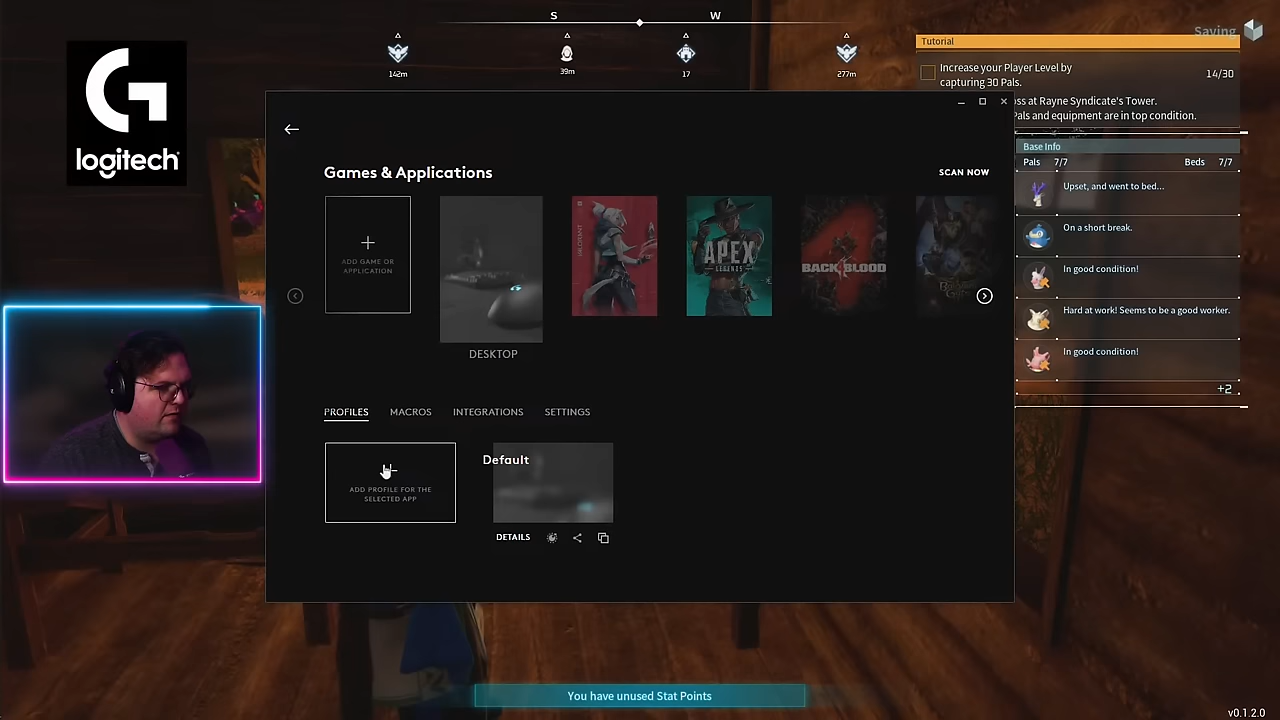 S
W
142m
39m
17
277m
Saving
Tutorial
Increase your Player Level by
capturing 30 Pals.
14/30
ss at Rayne Syndicate's Tower.
Pals and equipment are in top condition.
Base Info
Pals 7/7
Beds 7/7
Upset, and went to bed...
On a short break.
In good condition!
Hard at work! Seems to be a good worker.
In good condition!
+2
logitech
Games & Applications
SCAN NOW
ADD GAME OR
APPLICATION
DESKTOP
APEX
LEGENDS
BACK BLOOD
PROFILES
MACROS
INTEGRATIONS
SETTINGS
ADD PROFILE FOR THE
SELECTED APP
Default
DETAILS
You have unused Stat Points
v0.1.2.0